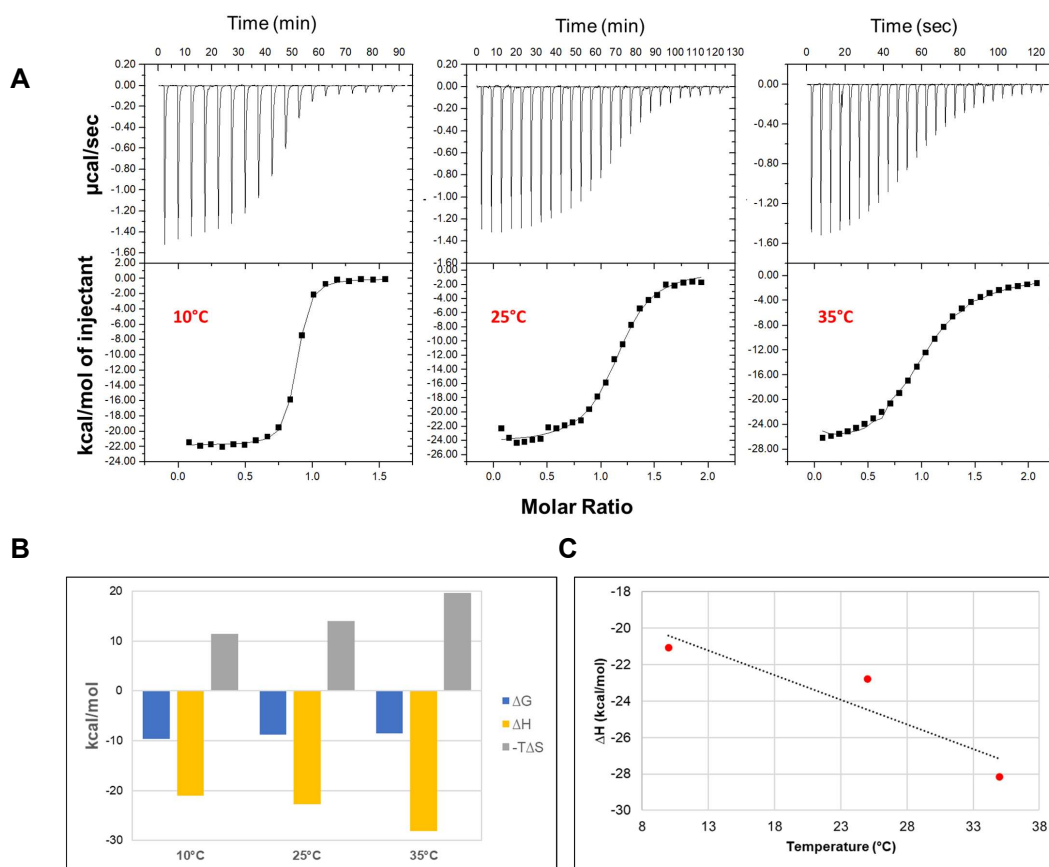 A
Time (min)
0 10 20 30 40 50 60 70 80 90
0.00
-0.20
-0.40
-0.60
-0.80
-1.00
-1.20
-1.40
-1.60
µcal/sec
2.00
0.00
-2.00
-4.00
-6.00
-8.00
-10.00
-12.00
-14.00
-16.00
-18.00
-20.00
-22.00
-24.00
kcal/mol of injectant
10°C
0.0 0.5 1.0 1.5
Time (min)
0 10 20 30 40 50 60 70 80 90 100 110 120 130
0.00
-0.20
-0.40
-0.60
-0.80
-1.00
-1.20
-1.40
-1.60
0.00
-2.00
-4.00
-6.00
-8.00
-10.00
-12.00
-14.00
-16.00
-18.00
-20.00
-22.00
-24.00
-26.00
25°C
0.0 0.5 1.0 1.5 2.0
Time (sec)
0 20 40 60 80 100 120
0.00
-0.40
-0.80
-1.20
-1.60
0.00
-4.00
-8.00
-12.00
-16.00
-20.00
-24.00
-28.00
35°C
0.0 0.5 1.0 1.5 2.0
Molar Ratio
B
20
10
0
-10
-20
-30
kcal/mol
10°C 25°C 35°C
ΔG
ΔH
-TΔS
C
-18
-20
-22
-24
-26
-28
-30
ΔH (kcal/mol)
8 13 18 23 28 33 38
Temperature (°C)